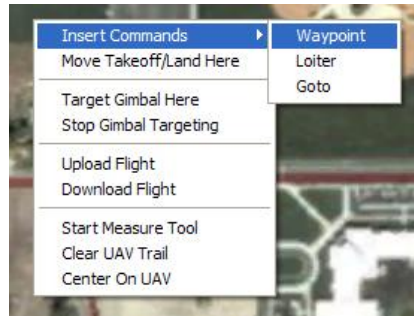 Insert Commands
Move Takeoff/Land Here
Target Gimbal Here
Stop Gimbal Targeting
Upload Flight
Download Flight
Start Measure Tool
Clear UAV Trail
Center On UAV
Waypoint
Loiter
Goto